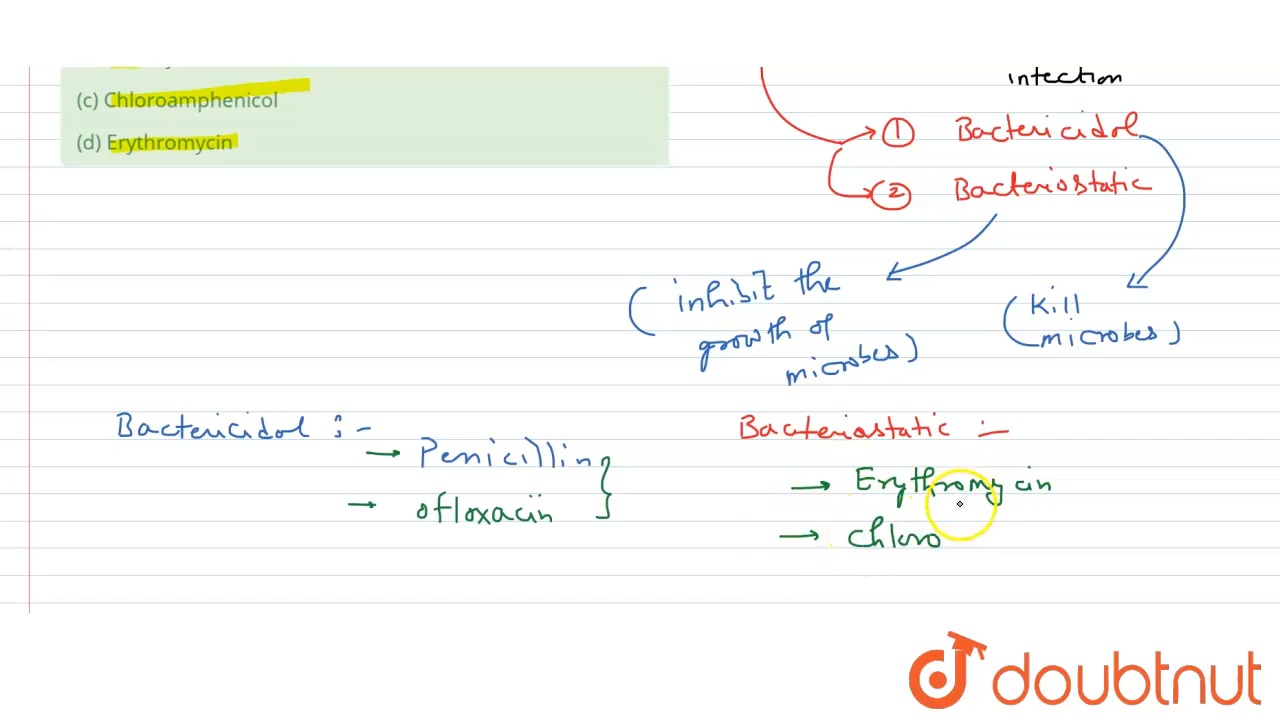 (c) Chloroamphenicol
(d) Erythromycin
intection
① Bactericidal
② Bacteriostatic
(inhibit the
growth of
microbes)
(Kill
microbes)
Bactericidal :-
→ Penicillin
→ ofloxacin
Bacteriostatic :-
→ Erythromycin
→ Chloro
doubtnut